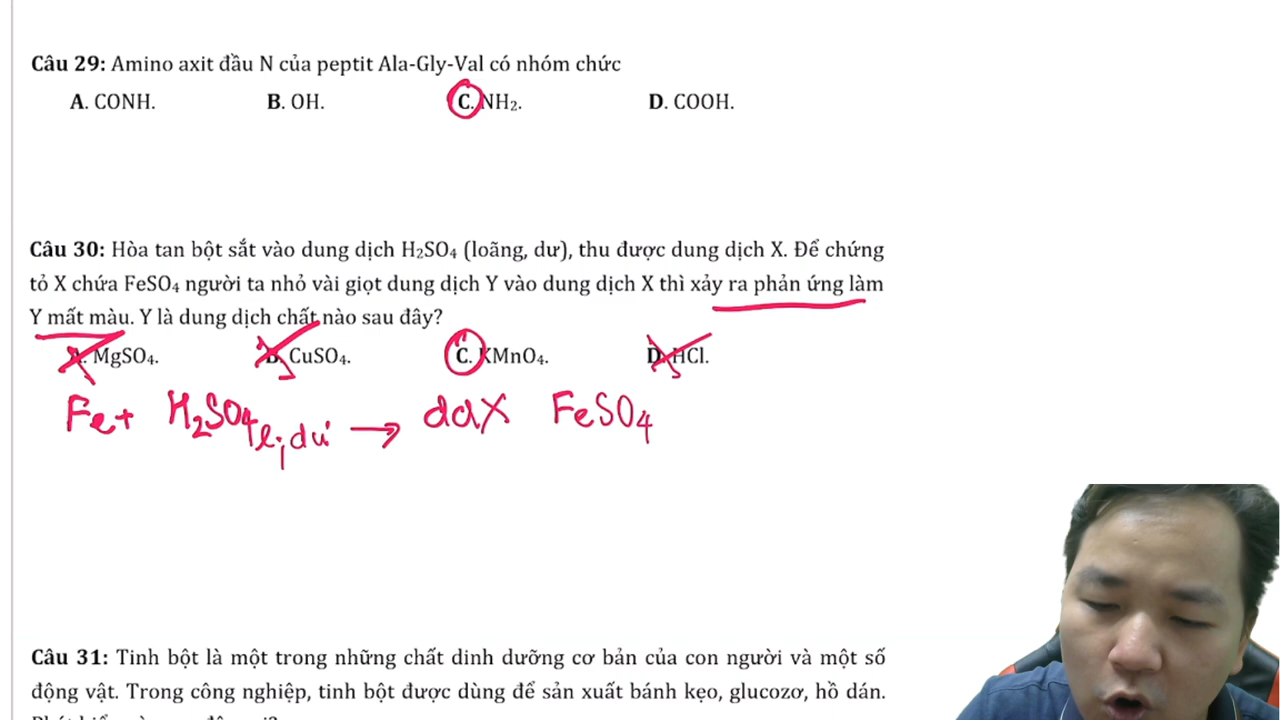 Câu 29: Amino axit đầu N của peptit Ala-Gly-Val có nhóm chức
A. CONH. B. OH. C. NH₂. D. COOH.
Câu 30: Hòa tan bột sắt vào dung dịch H₂SO₄ (loãng, dư), thu được dung dịch X. Để chứng
tỏ X chứa FeSO₄ người ta nhỏ vài giọt dung dịch Y vào dung dịch X thì xảy ra phản ứng làm
Y mất màu. Y là dung dịch chất nào sau đây?
A. MgSO₄. B. CuSO₄. C. KMnO₄. D. HCl.
Fe + H₂SO₄ l, dư → ddX FeSO₄
Câu 31: Tinh bột là một trong những chất dinh dưỡng cơ bản của con người và một số
động vật. Trong công nghiệp, tinh bột được dùng để sản xuất bánh kẹo, glucozơ, hồ dán.